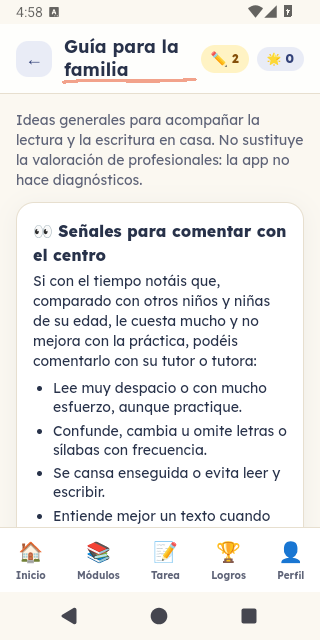 4:58
Guía para la
familia
2
0
Ideas generales para acompañar la
lectura y la escritura en casa. No sustituye
la valoración de profesionales: la app no
hace diagnósticos.
Señales para comentar con
el centro
Si con el tiempo notáis que,
comparado con otros niños y niñas
de su edad, le cuesta mucho y no
mejora con la práctica, podéis
comentarlo con su tutor o tutora:
• Lee muy despacio o con mucho
esfuerzo, aunque practique.
• Confunde, cambia u omite letras o
sílabas con frecuencia.
• Se cansa enseguida o evita leer y
escribir.
• Entiende mejor un texto cuando
Inicio
Módulos
Tarea
Logros
Perfil